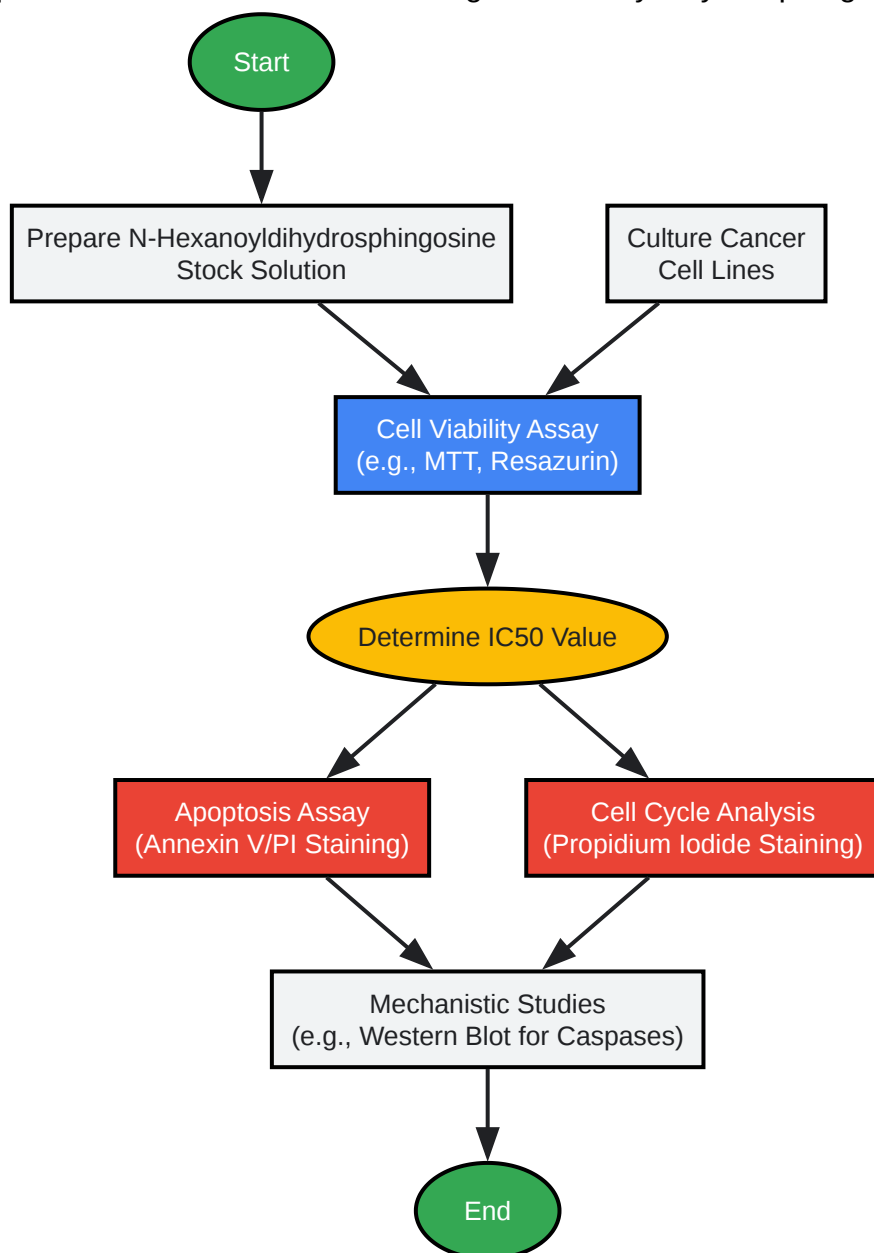 Start
Prepare N-Hexanoyldihydrosphingosine
Stock Solution
Culture Cancer
Cell Lines
Cell Viability Assay
(e.g., MTT, Resazurin)
Determine IC50 Value
Apoptosis Assay
(Annexin V/PI Staining)
Cell Cycle Analysis
(Propidium Iodide Staining)
Mechanistic Studies
(e.g., Western Blot for Caspases)
End